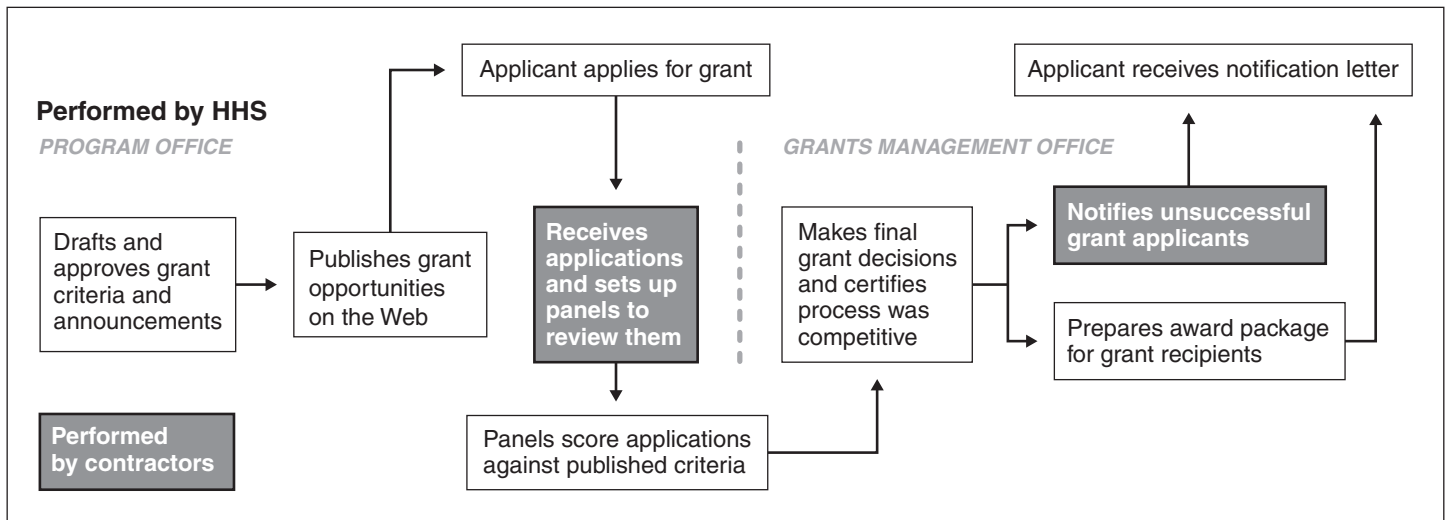 Applicant applies for grant
Applicant receives notification letter
Performed by HHS
PROGRAM OFFICE
GRANTS MANAGEMENT OFFICE
Drafts and
approves grant
criteria and
announcements
Publishes grant
opportunities
on the Web
Receives
applications
and sets up
panels to
review them
Makes final
grant decisions
and certifies
process was
competitive
Notifies unsuccessful
grant applicants
Prepares award package
for grant recipients
Performed
by contractors
Panels score applications
against published criteria